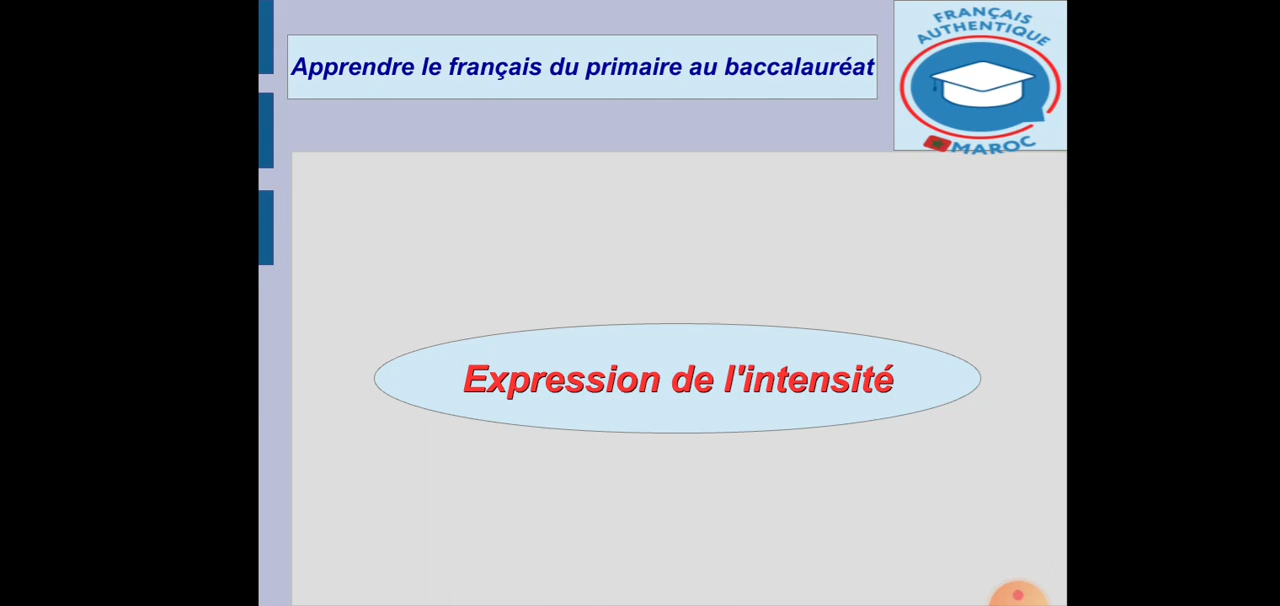 FRANÇAIS
AUTHENTIQUE
Apprendre le français du primaire au baccalauréat
MAROC
Expression de l'intensité